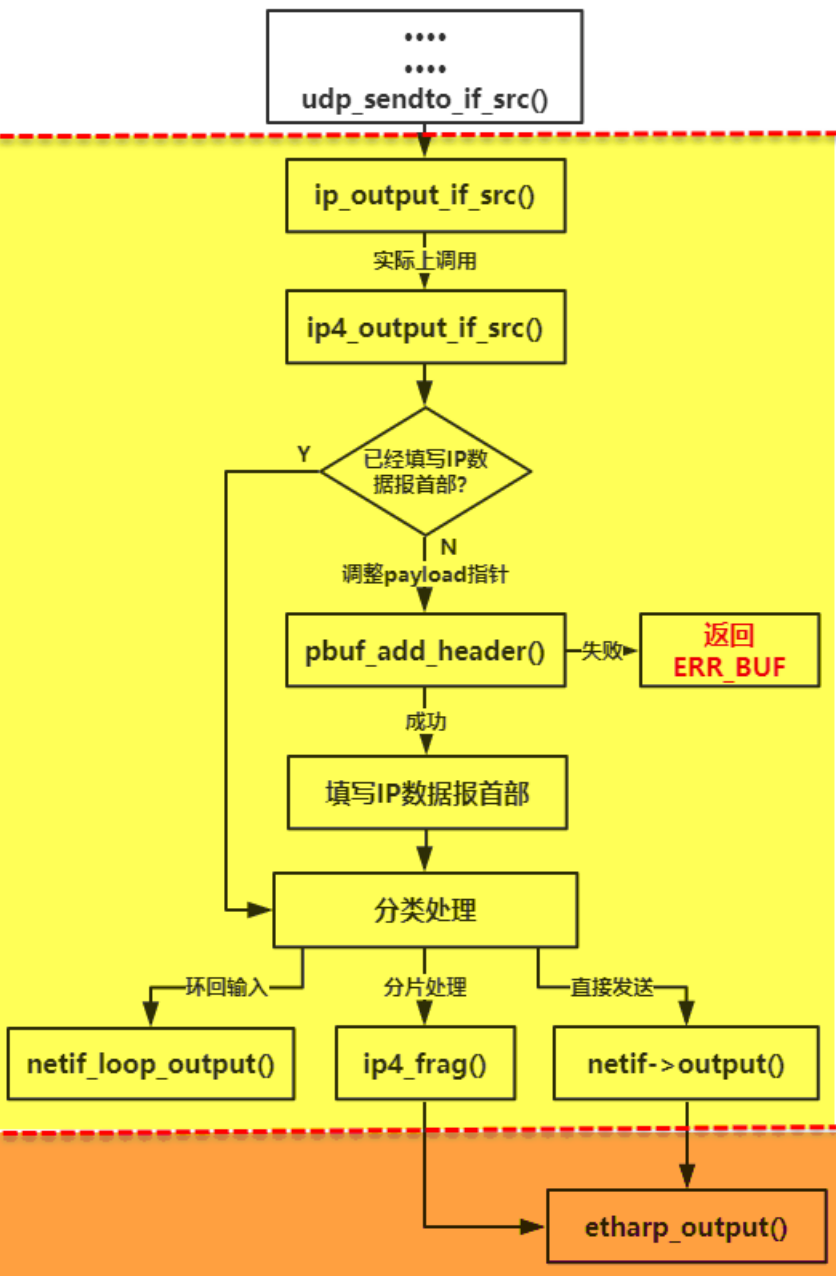 ••••
••••
udp_sendto_if_src()
ip_output_if_src()
实际上调用
ip4_output_if_src()
Y
已经填写IP数
据报首部?
N
调整payload指针
pbuf_add_header()
失败
返回
ERR_BUF
成功
填写IP数据报首部
分类处理
环回输入
分片处理
直接发送
netif_loop_output()
ip4_frag()
netif->output()
etharp_output()